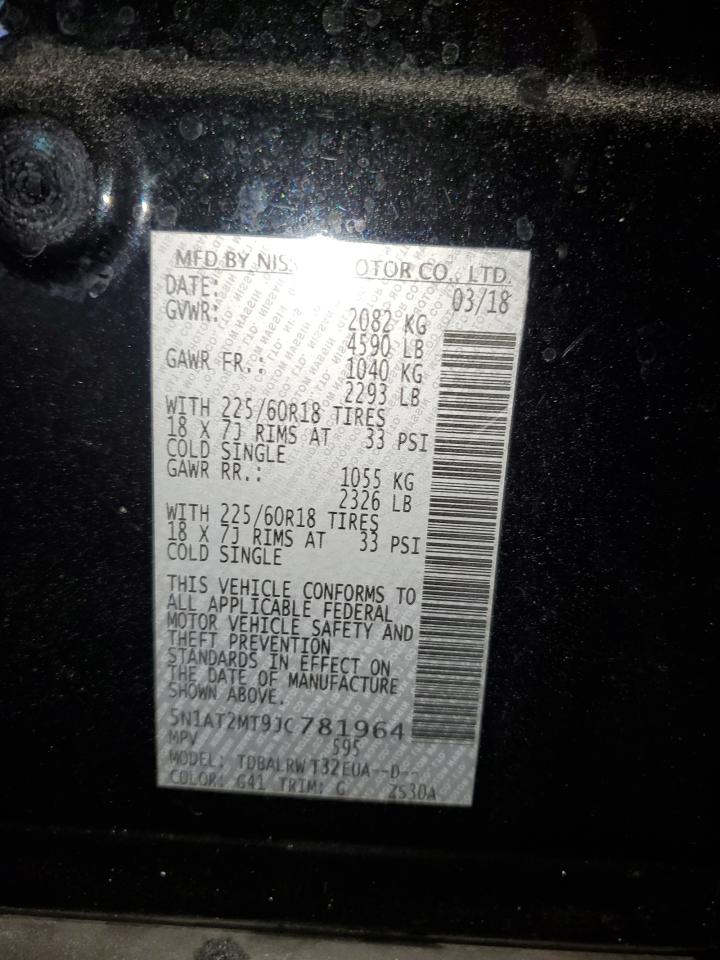 MFD BY NISS OTOR CO., LTD.
DATE: 03/18
GVWR: 2082 KG
4590 LB
GAWR FR.: 1040 KG
2293 LB
WITH 225/60R18 TIRES
18 X 7J RIMS AT 33 PSI
COLD SINGLE
GAWR RR.: 1055 KG
2326 LB
WITH 225/60R18 TIRES
18 X 7J RIMS AT 33 PSI
COLD SINGLE
THIS VEHICLE CONFORMS TO
ALL APPLICABLE FEDERAL
MOTOR VEHICLE SAFETY AND
THEFT PREVENTION
STANDARDS IN EFFECT ON
THE DATE OF MANUFACTURE
SHOWN ABOVE.
5N1AT2MT9JC781964
MPV 595
MODEL: TDBALRW T32EUA--D--
COLOR: G41 TRIM: G 2530A